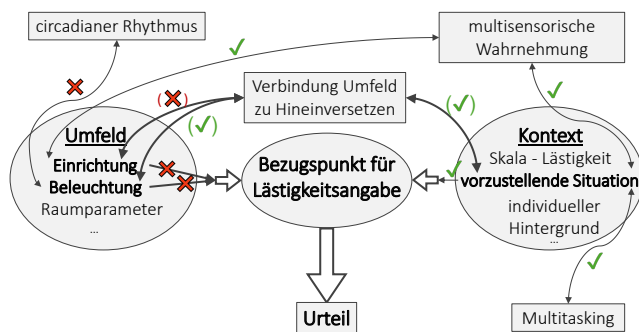 circadianer Rhythmus
multisensorische
Wahrnehmung
Verbindung Umfeld
zu Hineinversetzen
(✗)
(✓)
(✓)
Umfeld
Einrichtung
Beleuchtung
Raumparameter
...
Bezugspunkt für
Lästigkeitsangabe
Kontext
Skala - Lästigkeit
vorzustellende Situation
individueller
Hintergrund
...
Urteil
Multitasking